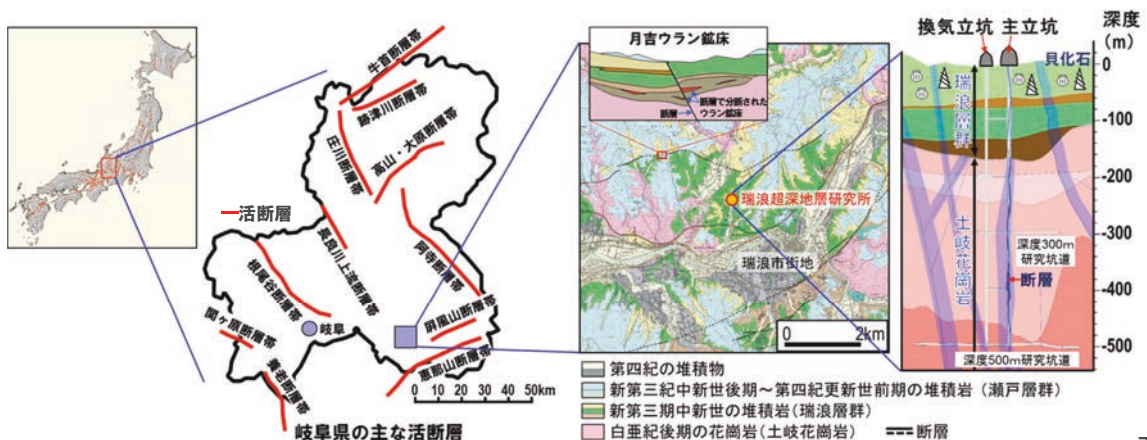 活断層
牛首断層帯
跡津川断層帯
庄川断層帯
高山・大原断層帯
長良川上流断層帯
根尾谷断層帯
阿寺断層帯
関ヶ原断層帯
岐阜
屏風山断層帯
養老断層帯
恵那山断層帯
0 10 20 30 40 50km
岐阜県の主な活断層
月吉ウラン鉱床
断層で分断された
ウラン鉱床
断層
瑞浪超深地層研究所
瑞浪市街地
0 2km
第四紀の堆積物
新第三紀中新世後期～第四紀更新世前期の堆積岩（瀬戸層群）
新第三期中新世の堆積岩（瑞浪層群）
白亜紀後期の花崗岩（土岐花崗岩）
断層
換気立坑 主立坑
深度
(m)
貝化石
瑞浪層群
土岐花崗岩
深度300m
研究坑道
断層
深度500m研究坑道
0
-100
-200
-300
-400
-500